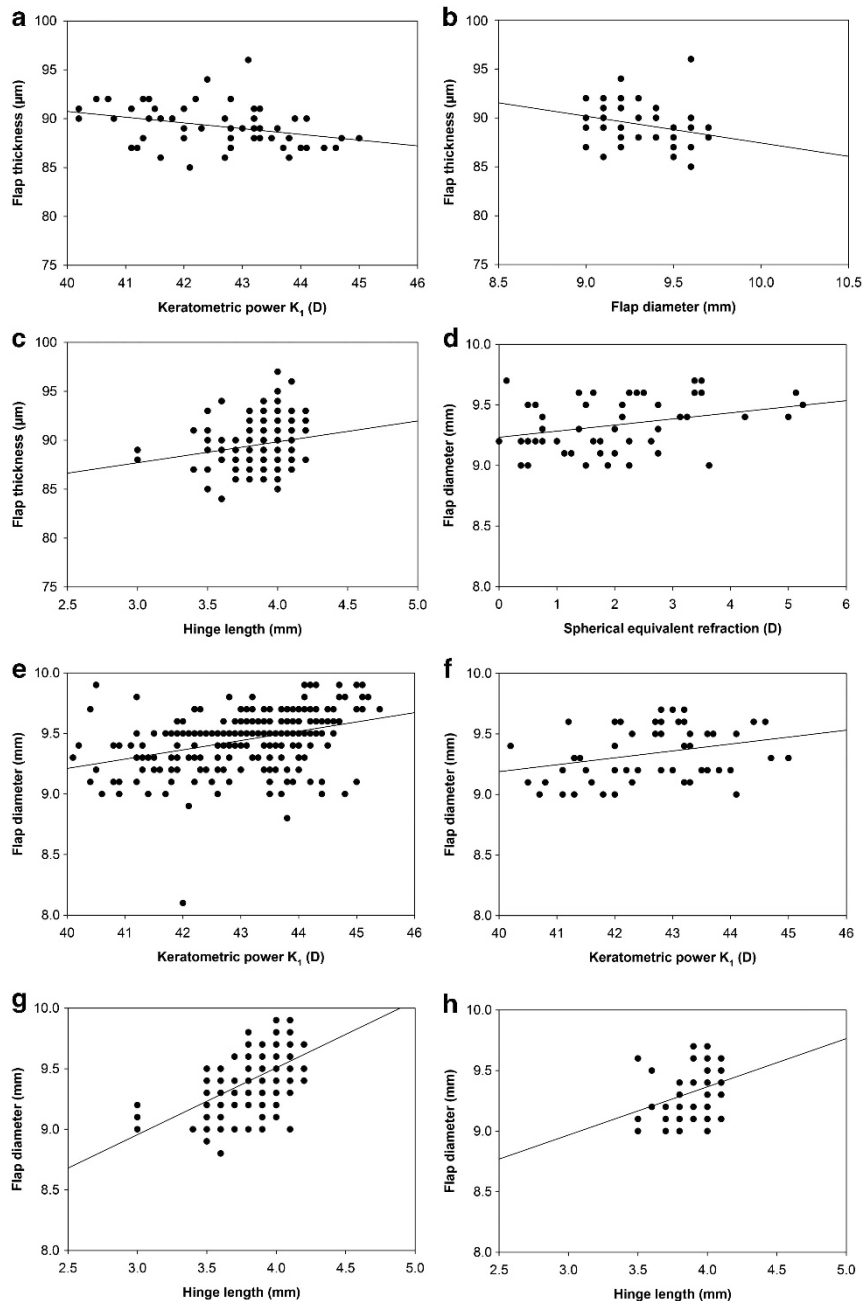 a
b
100
95
90
85
80
75
Flap thickness (µm)
40 41 42 43 44 45 46
Keratometric power K₁ (D)
100
95
90
85
80
75
Flap thickness (µm)
8.5 9.0 9.5 10.0 10.5
Flap diameter (mm)
c
d
100
95
90
85
80
75
Flap thickness (µm)
2.5 3.0 3.5 4.0 4.5 5.0
Hinge length (mm)
10.0
9.5
9.0
8.5
8.0
Flap diameter (mm)
0 1 2 3 4 5 6
Spherical equivalent refraction (D)
e
f
10.0
9.5
9.0
8.5
8.0
Flap diameter (mm)
40 41 42 43 44 45 46
Keratometric power K₁ (D)
10.0
9.5
9.0
8.5
8.0
Flap diameter (mm)
40 41 42 43 44 45 46
Keratometric power K₁ (D)
g
h
10.0
9.5
9.0
8.5
8.0
Flap diameter (mm)
2.5 3.0 3.5 4.0 4.5 5.0
Hinge length (mm)
10.0
9.5
9.0
8.5
8.0
Flap diameter (mm)
2.5 3.0 3.5 4.0 4.5 5.0
Hinge length (mm)